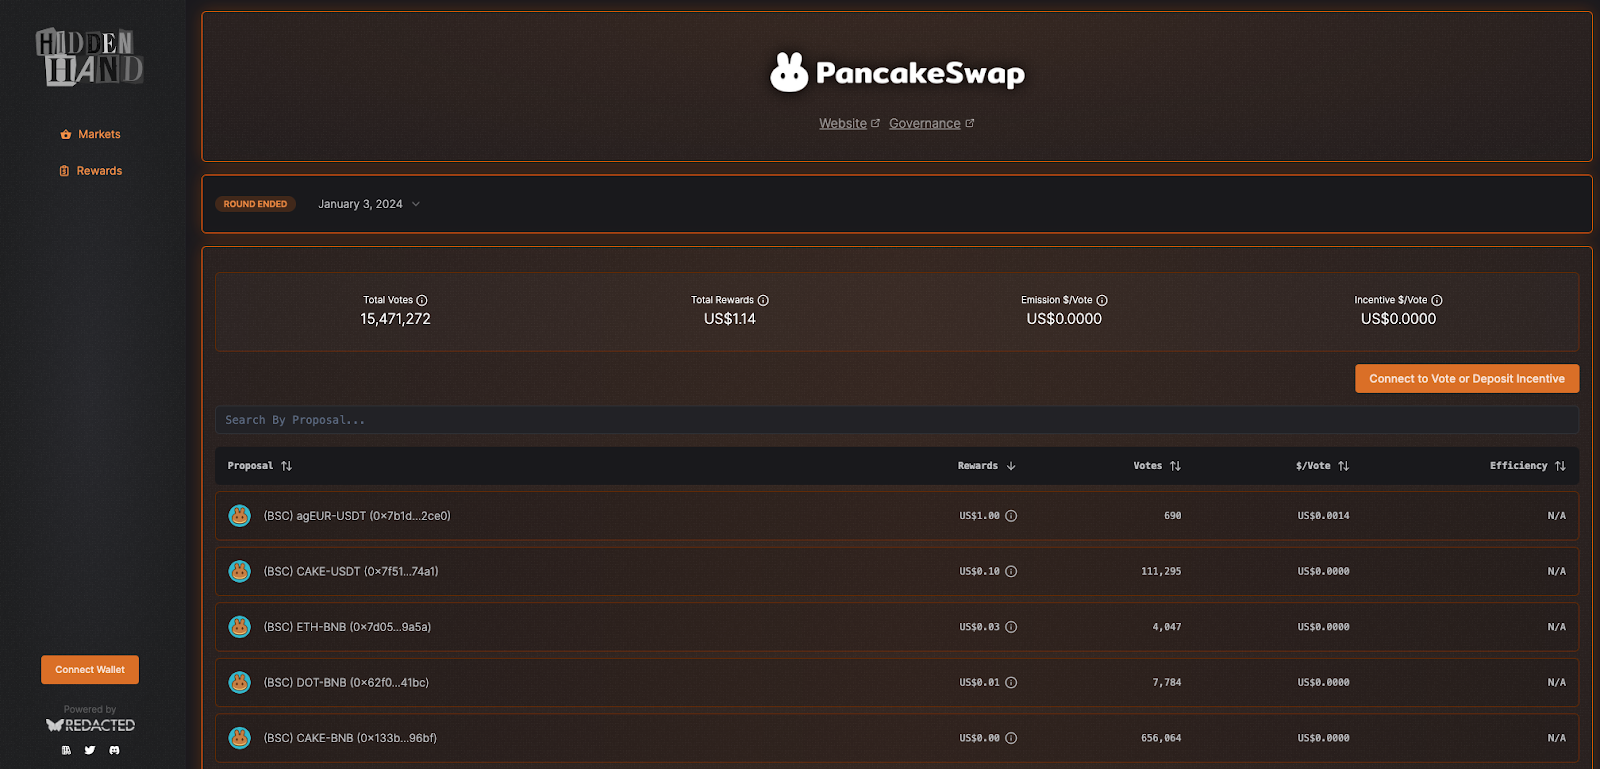 HIDDEN
HAND
Markets
Rewards
Connect Wallet
Powered by
REDACTED
PancakeSwap
Website Governance
ROUND ENDED January 3, 2024
Total Votes Total Rewards Emission $/Vote Incentive $/Vote
15,471,272 US$1.14 US$0.0000 US$0.0000
Connect to Vote or Deposit Incentive
Search By Proposal...
Proposal Rewards Votes $/Vote Efficiency
(BSC) agEUR-USDT (0x7b1d...2ce0) US$1.00 690 US$0.0014 N/A
(BSC) CAKE-USDT (0x7f51...74a1) US$0.10 111,295 US$0.0000 N/A
(BSC) ETH-BNB (0x7d05...9a5a) US$0.03 4,047 US$0.0000 N/A
(BSC) DOT-BNB (0x62f0...41bc) US$0.01 7,784 US$0.0000 N/A
(BSC) CAKE-BNB (0x133b...96bf) US$0.00 656,064 US$0.0000 N/A